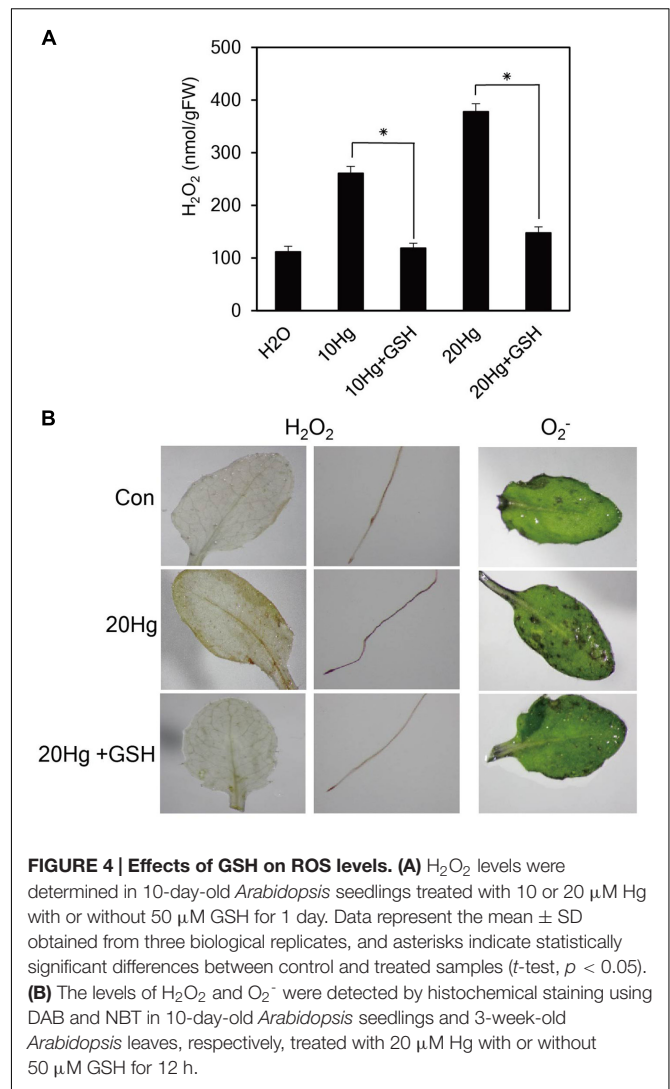 A
500
400
300
200
100
0
H₂O₂ (nmol/gFW)
*
*
H2O
10Hg
10Hg+GSH
20Hg
20Hg+GSH
B
H₂O₂
O₂⁻
Con
20Hg
20Hg +GSH
FIGURE 4 | Effects of GSH on ROS levels. (A) H₂O₂ levels were
determined in 10-day-old Arabidopsis seedlings treated with 10 or 20 μM Hg
with or without 50 μM GSH for 1 day. Data represent the mean ± SD
obtained from three biological replicates, and asterisks indicate statistically
significant differences between control and treated samples (t-test, p < 0.05).
(B) The levels of H₂O₂ and O₂⁻ were detected by histochemical staining using
DAB and NBT in 10-day-old Arabidopsis seedlings and 3-week-old
Arabidopsis leaves, respectively, treated with 20 μM Hg with or without
50 μM GSH for 12 h.